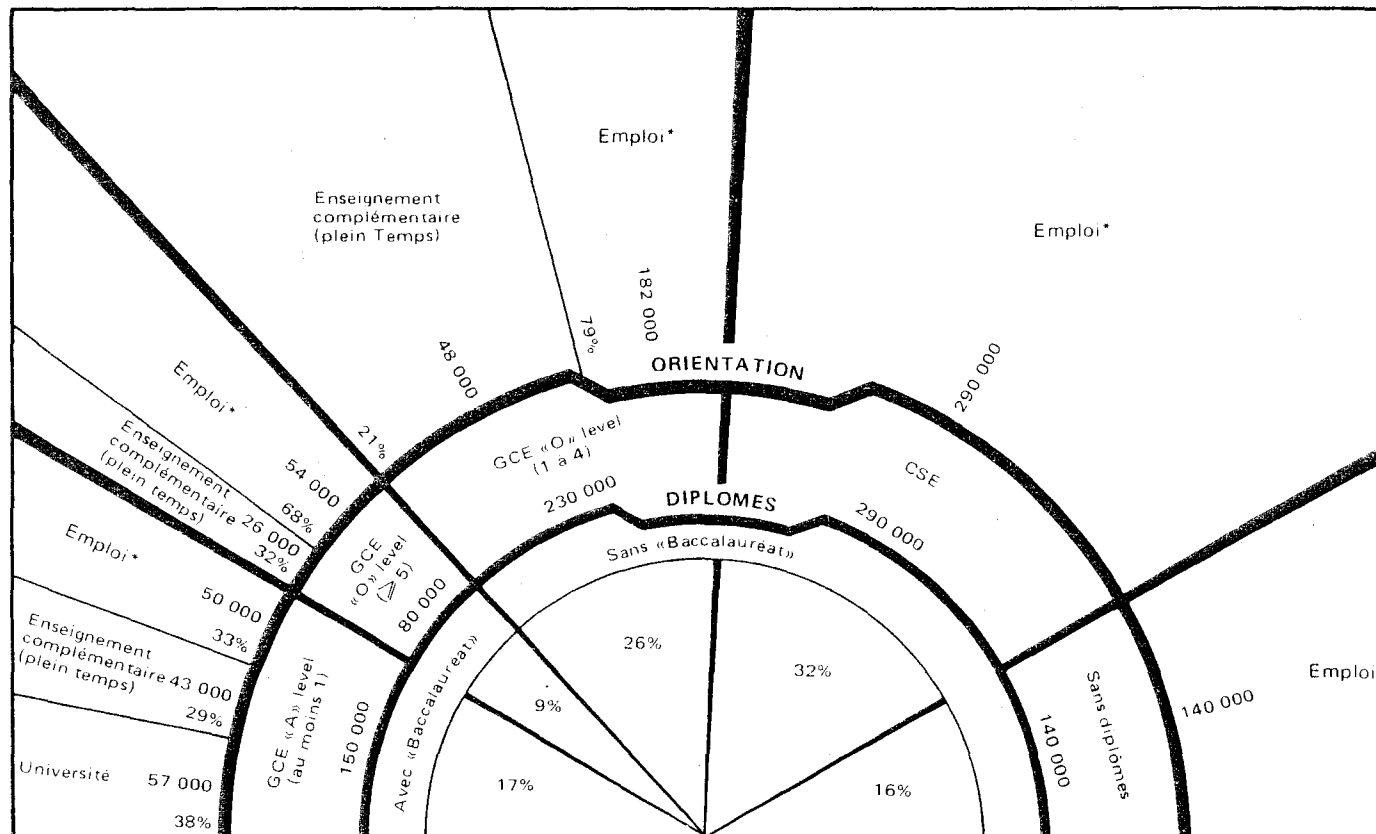 Emploi*
Enseignement
complémentaire
(plein Temps)
Emploi*
182 000
79%
ORIENTATION
48 000
290 000
Emploi*
21%
54 000
68%
Enseignement
complémentaire
(plein temps)
26 000
32%
GCE «O» level
(1 à 4)
230 000
CSE
290 000
DIPLOMES
Sans «Baccalauréat»
Emploi*
50 000
33%
GCE
«O» level
(⩾ 5)
80 000
Enseignement
complémentaire
(plein temps)
43 000
29%
GCE «A» level
(au moins 1)
150 000
Avec «Baccalauréat»
26%
32%
9%
17%
16%
140 000
Sans diplômes
140 000
Emploi
Université
57 000
38%